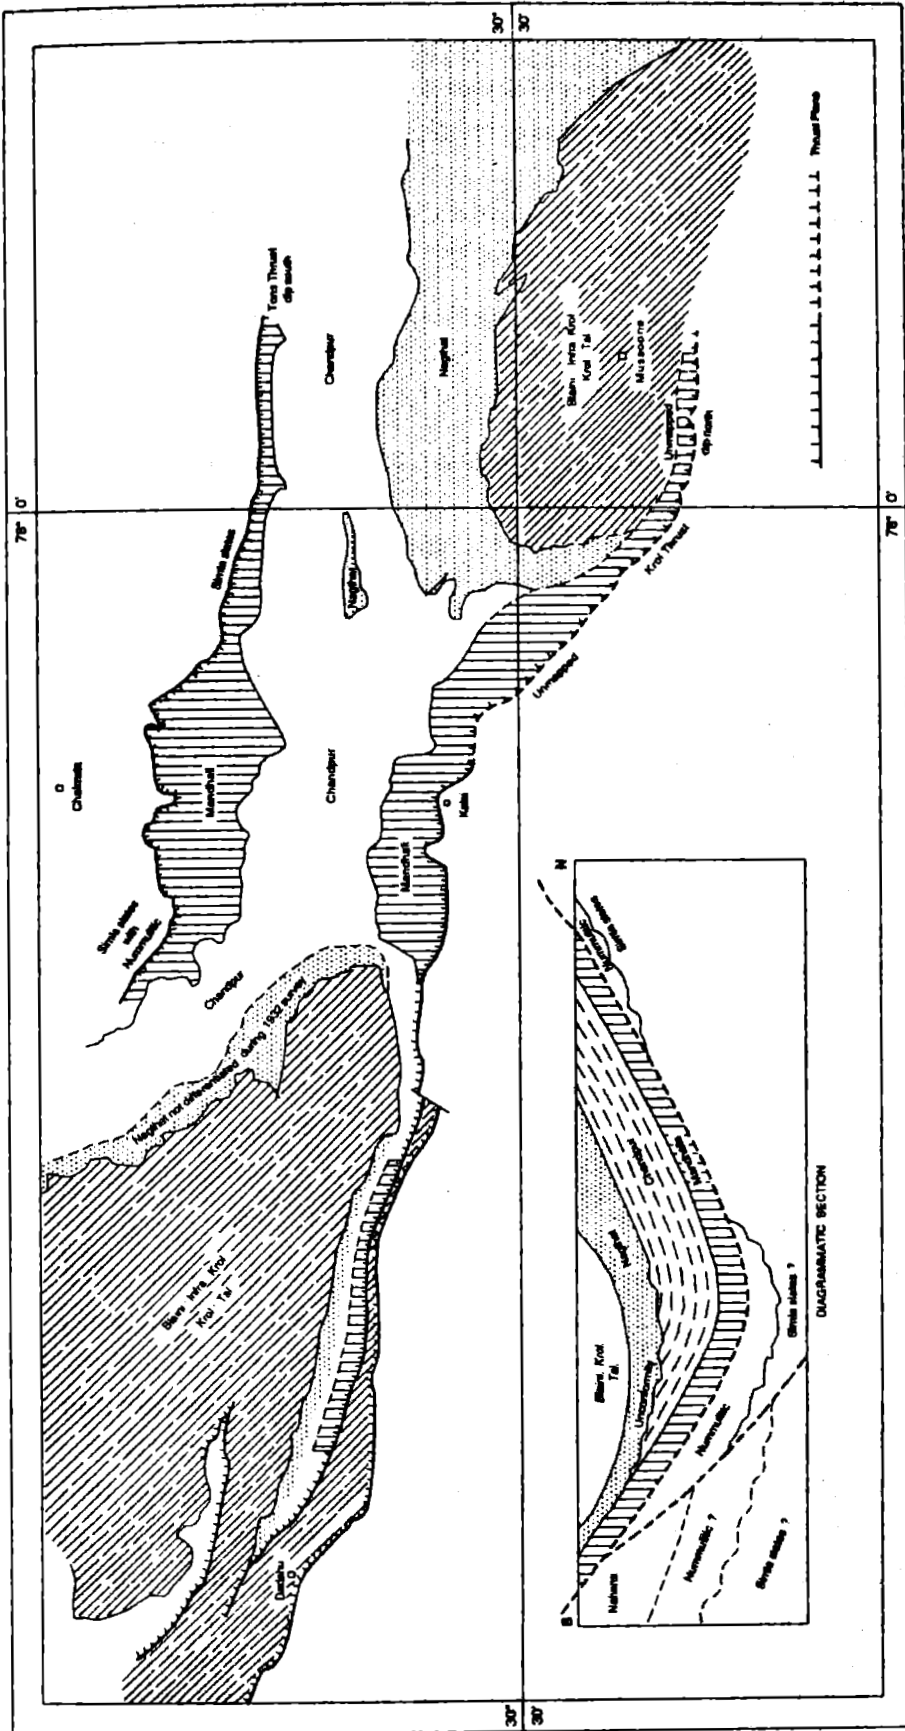 78° 0'
Chakrata
Simla slates
with
Nummulitic
Simla slates
Mandhali
Tons Thrust
dip south
Nagthat not differentiated during 1932 survey
Blaini Infra Krol
Krol Tal
Chandpur
Chandpur
Chandpur
Nagthat
Dadahu
Mandhali
Nagthat
Kalsi
30° 30'
30° 30'
Unmapped
Krol Thrust
Blaini Infra Krol
Krol Tal
Mussoorie
Unmapped
dip north
Thrust Plane
78° 0'
S
N
Blaini, Krol
Tal.
Nagthat
Unconformity
Chandpur
Mandhali
Nummulitic
Simla slates
Nahans
Nummulitic
Nummulitic ?
Simla slates ?
Simla slates ?
DIAGRAMMATIC SECTION